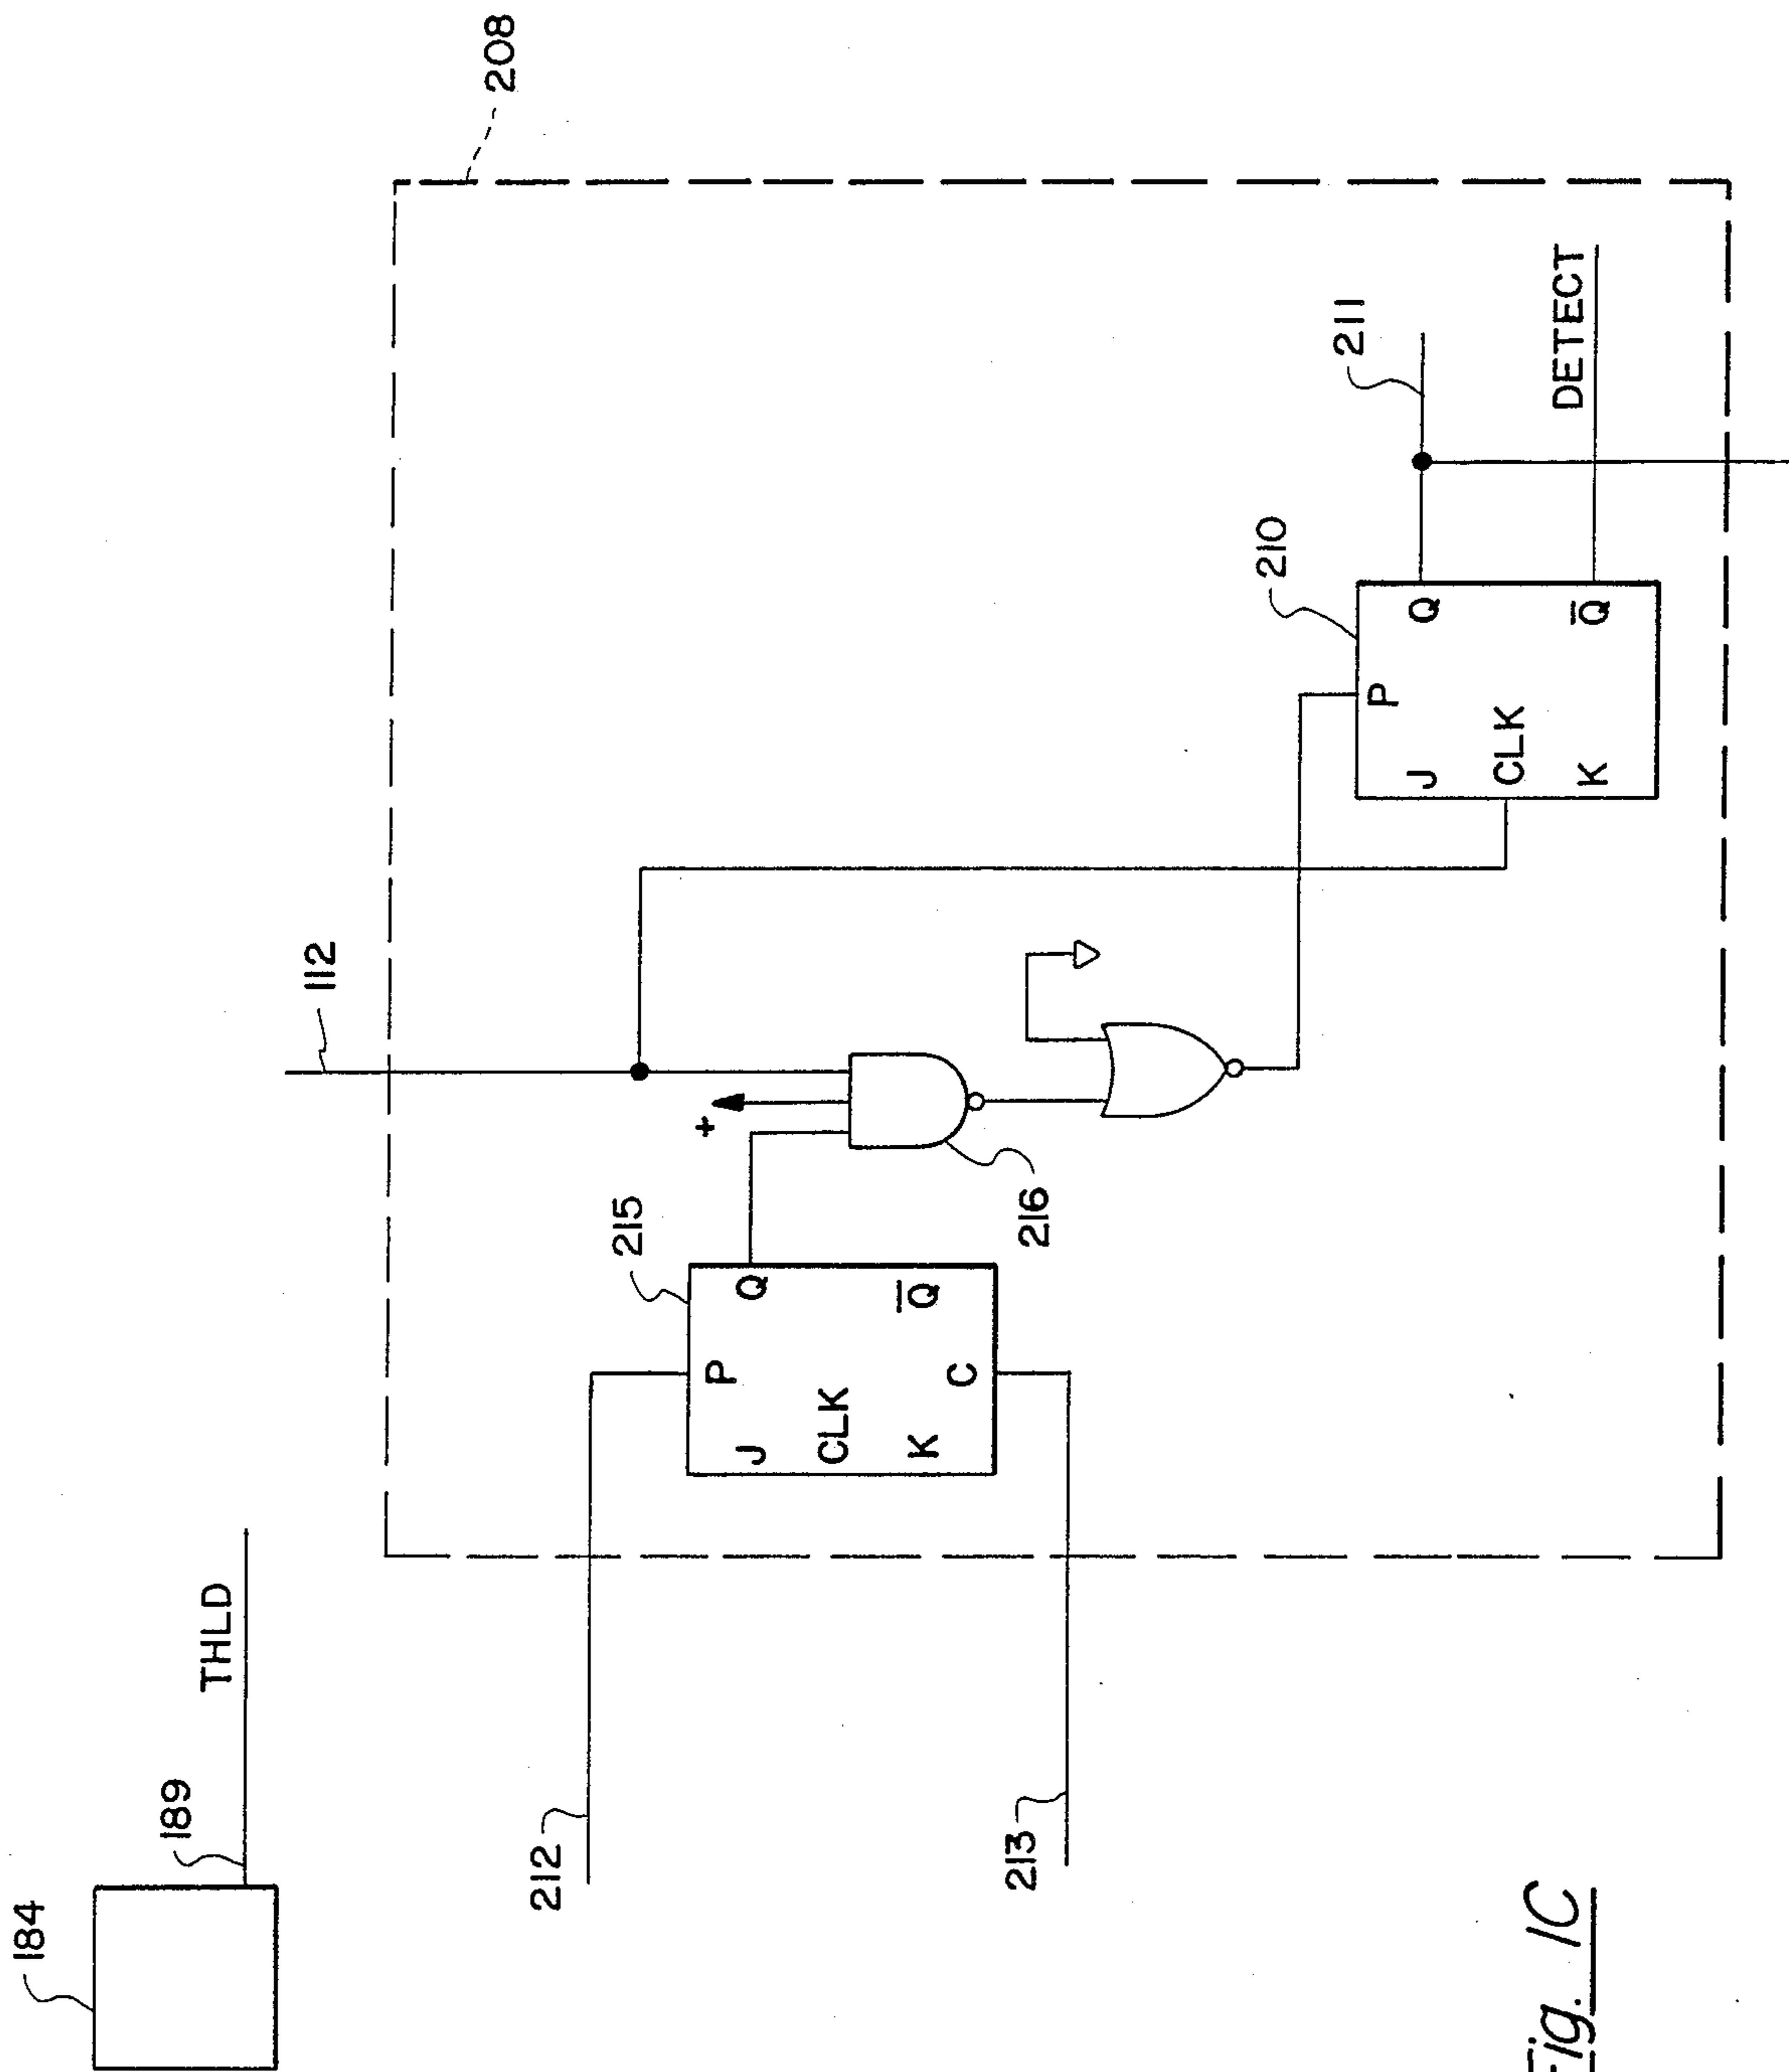 184
189
THLD
208
112
212
215
P
J
Q
CLK
K
Q̅
C
213
+
216
210
P
J
Q
CLK
K
Q̅
211
DETECT
Fig. 1C